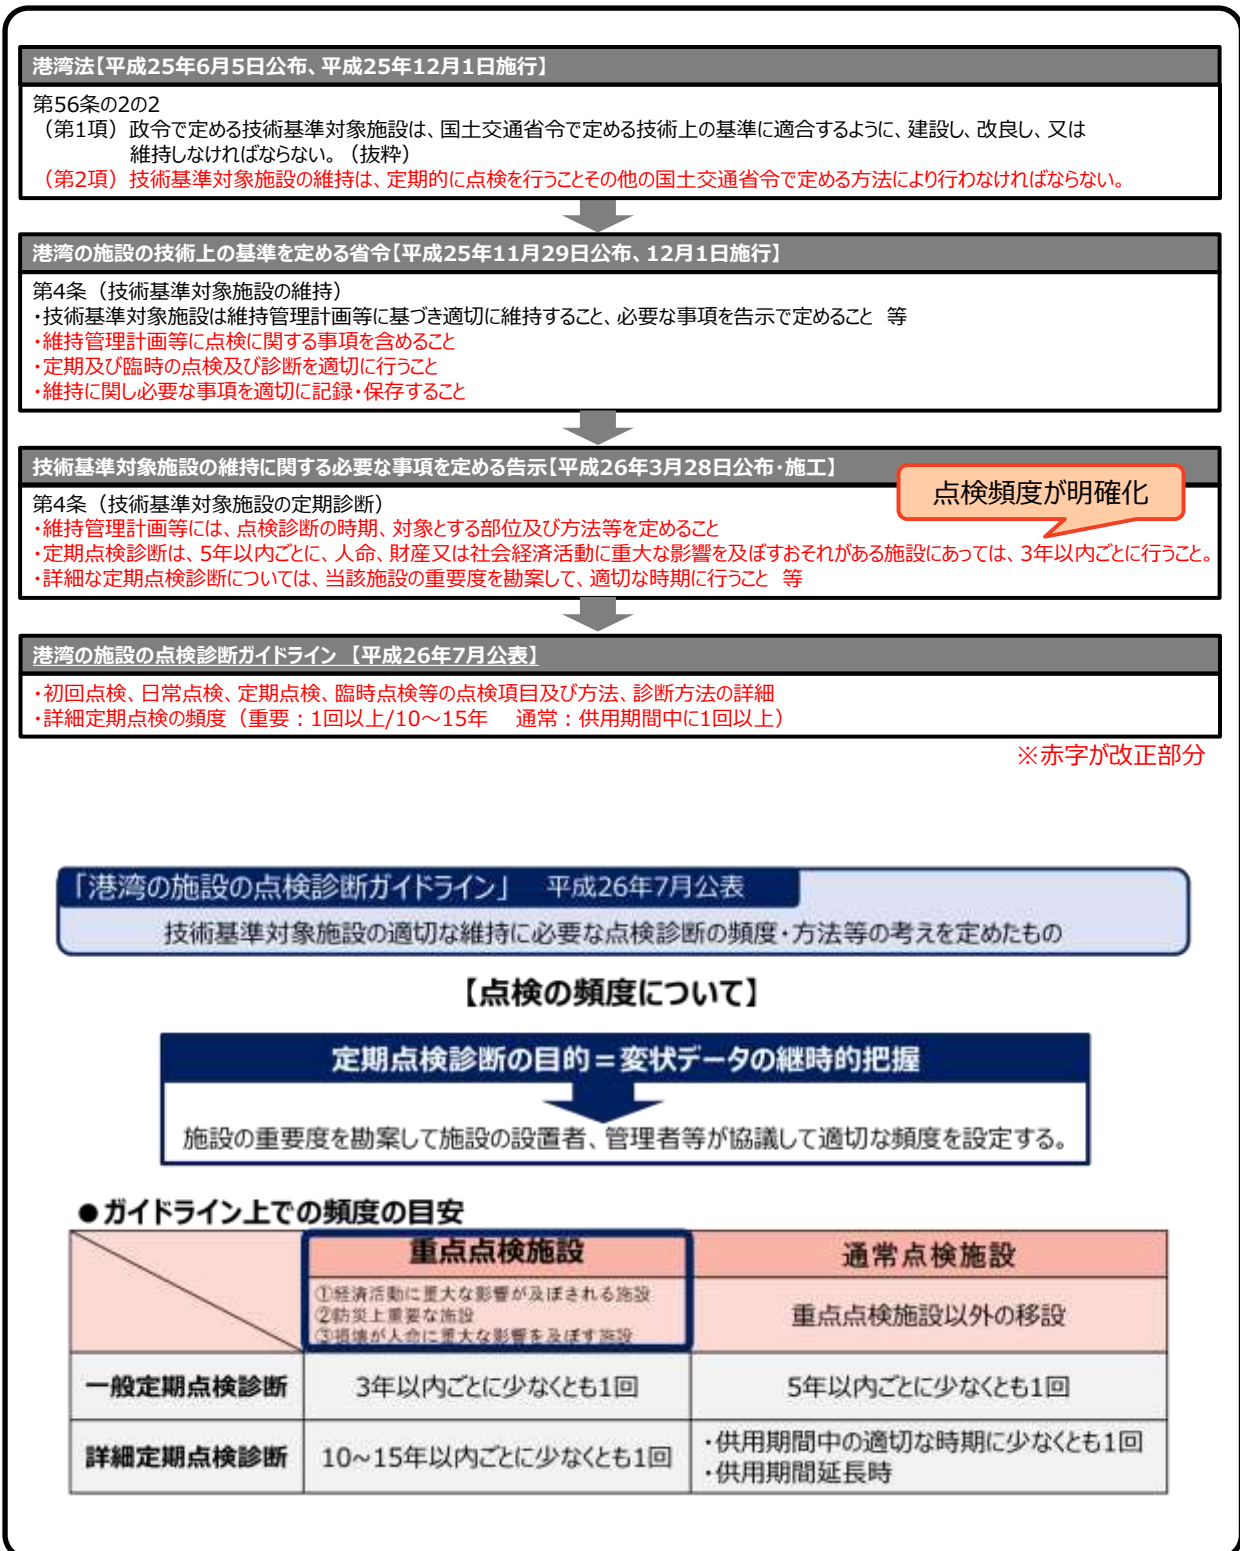 港湾法【平成25年6月5日公布、平成25年12月1日施行】
第56条の2の2
（第1項）政令で定める技術基準対象施設は、国土交通省令で定める技術上の基準に適合するように、建設し、改良し、又は
維持しなければならない。（抜粋）
（第2項）技術基準対象施設の維持は、定期的に点検を行うことその他の国土交通省令で定める方法により行わなければならない。
港湾の施設の技術上の基準を定める省令【平成25年11月29日公布、12月1日施行】
第4条（技術基準対象施設の維持）
・技術基準対象施設は維持管理計画等に基づき適切に維持すること、必要な事項を告示で定めること 等
・維持管理計画等に点検に関する事項を含めること
・定期及び臨時の点検及び診断を適切に行うこと
・維持に関し必要な事項を適切に記録・保存すること
技術基準対象施設の維持に関する必要な事項を定める告示【平成26年3月28日公布・施工】
点検頻度が明確化
第4条（技術基準対象施設の定期診断）
・維持管理計画等には、点検診断の時期、対象とする部位及び方法等を定めること
・定期点検診断は、5年以内ごとに、人命、財産又は社会経済活動に重大な影響を及ぼすおそれがある施設にあっては、3年以内ごとに行うこと。
・詳細な定期点検診断については、当該施設の重要度を勘案して、適切な時期に行うこと 等
港湾の施設の点検診断ガイドライン 【平成26年7月公表】
・初回点検、日常点検、定期点検、臨時点検等の点検項目及び方法、診断方法の詳細
・詳細定期点検の頻度（重要：1回以上/10～15年 通常：供用期間中に1回以上）
※赤字が改正部分
「港湾の施設の点検診断ガイドライン」 平成26年7月公表
技術基準対象施設の適切な維持に必要な点検診断の頻度・方法等の考えを定めたもの
【点検の頻度について】
定期点検診断の目的＝変状データの継時的把握
施設の重要度を勘案して施設の設置者、管理者等が協議して適切な頻度を設定する。
●ガイドライン上での頻度の目安
重点点検施設 通常点検施設
①経済活動に重大な影響が及ぼされる施設
②防災上重要な施設
③損壊が人命に重大な影響を及ぼす施設
重点点検施設以外の移設
一般定期点検診断 3年以内ごとに少なくとも1回 5年以内ごとに少なくとも1回
詳細定期点検診断 10~15年以内ごとに少なくとも1回
・供用期間中の適切な時期に少なくとも1回
・供用期間延長時